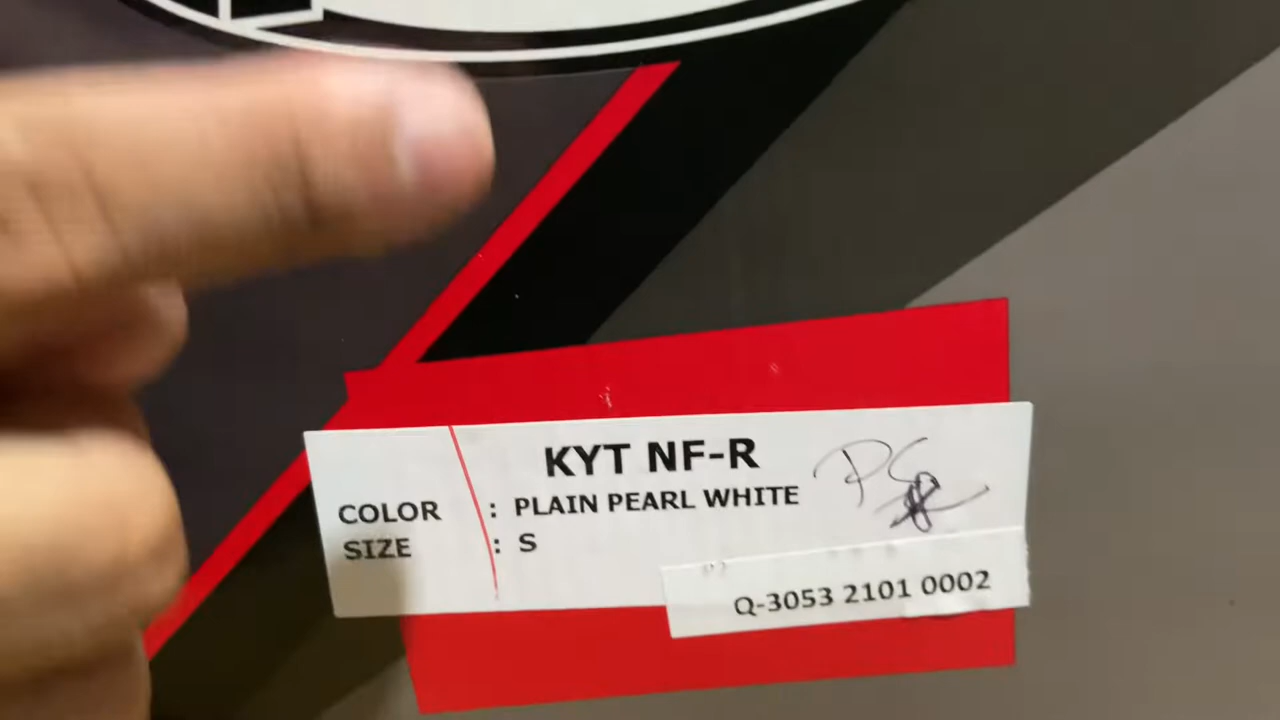 KYT NF-R
COLOR : PLAIN PEARL WHITE
SIZE : S
Q-3053 2101 0002